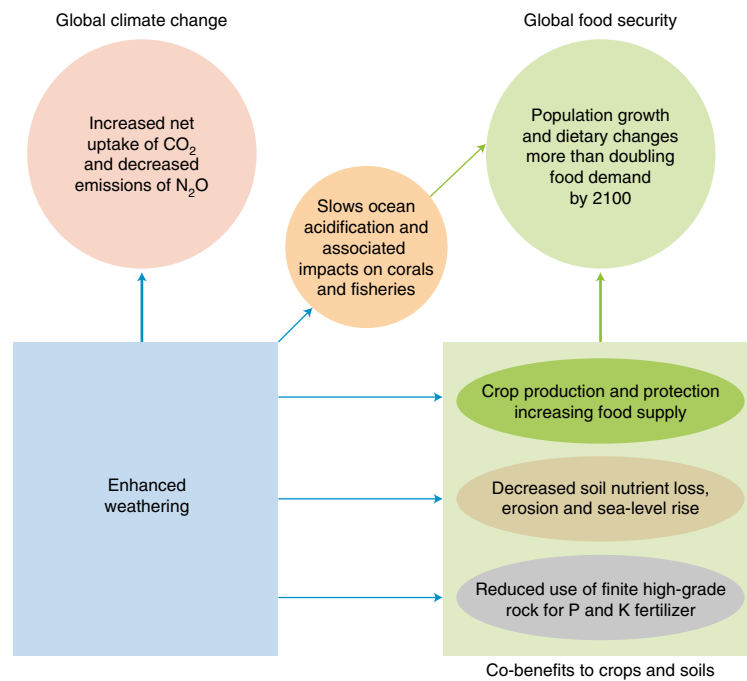 Global climate change
Global food security
Increased net
uptake of CO₂
and decreased
emissions of N₂O
Population growth
and dietary changes
more than doubling
food demand
by 2100
Slows ocean
acidification and
associated
impacts on corals
and fisheries
Enhanced
weathering
Crop production and protection
increasing food supply
Decreased soil nutrient loss,
erosion and sea-level rise
Reduced use of finite high-grade
rock for P and K fertilizer
Co-benefits to crops and soils